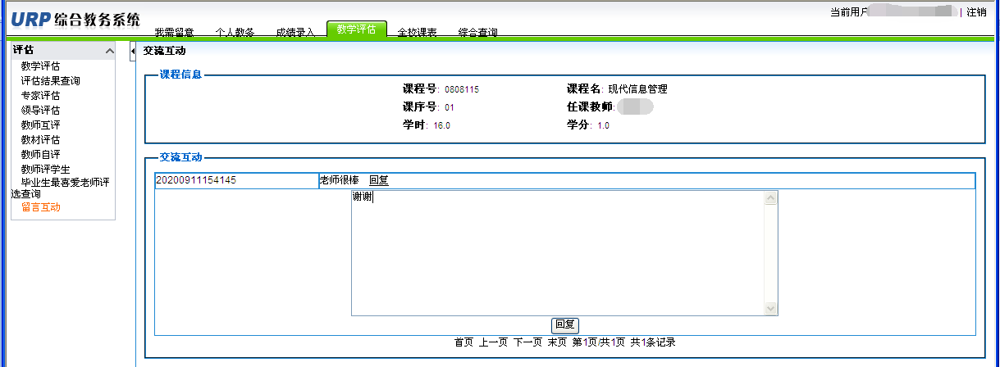 URP 综合教务系统
当前用户 | 注销
我需留意 个人教务 成绩录入 教学评估 全校课表 综合查询
评估
教学评估
评估结果查询
专家评估
领导评估
教师互评
教材评估
教师自评
教师评学生
毕业生最喜爱老师评
选查询
留言互动
交流互动
课程信息
课程号: 0808115 课程名: 现代信息管理
课序号: 01 任课教师:
学时: 16.0 学分: 1.0
交流互动
20200911154145 老师很棒 回复
谢谢
回复
首页 上一页 下一页 末页 第1页/共1页 共1条记录